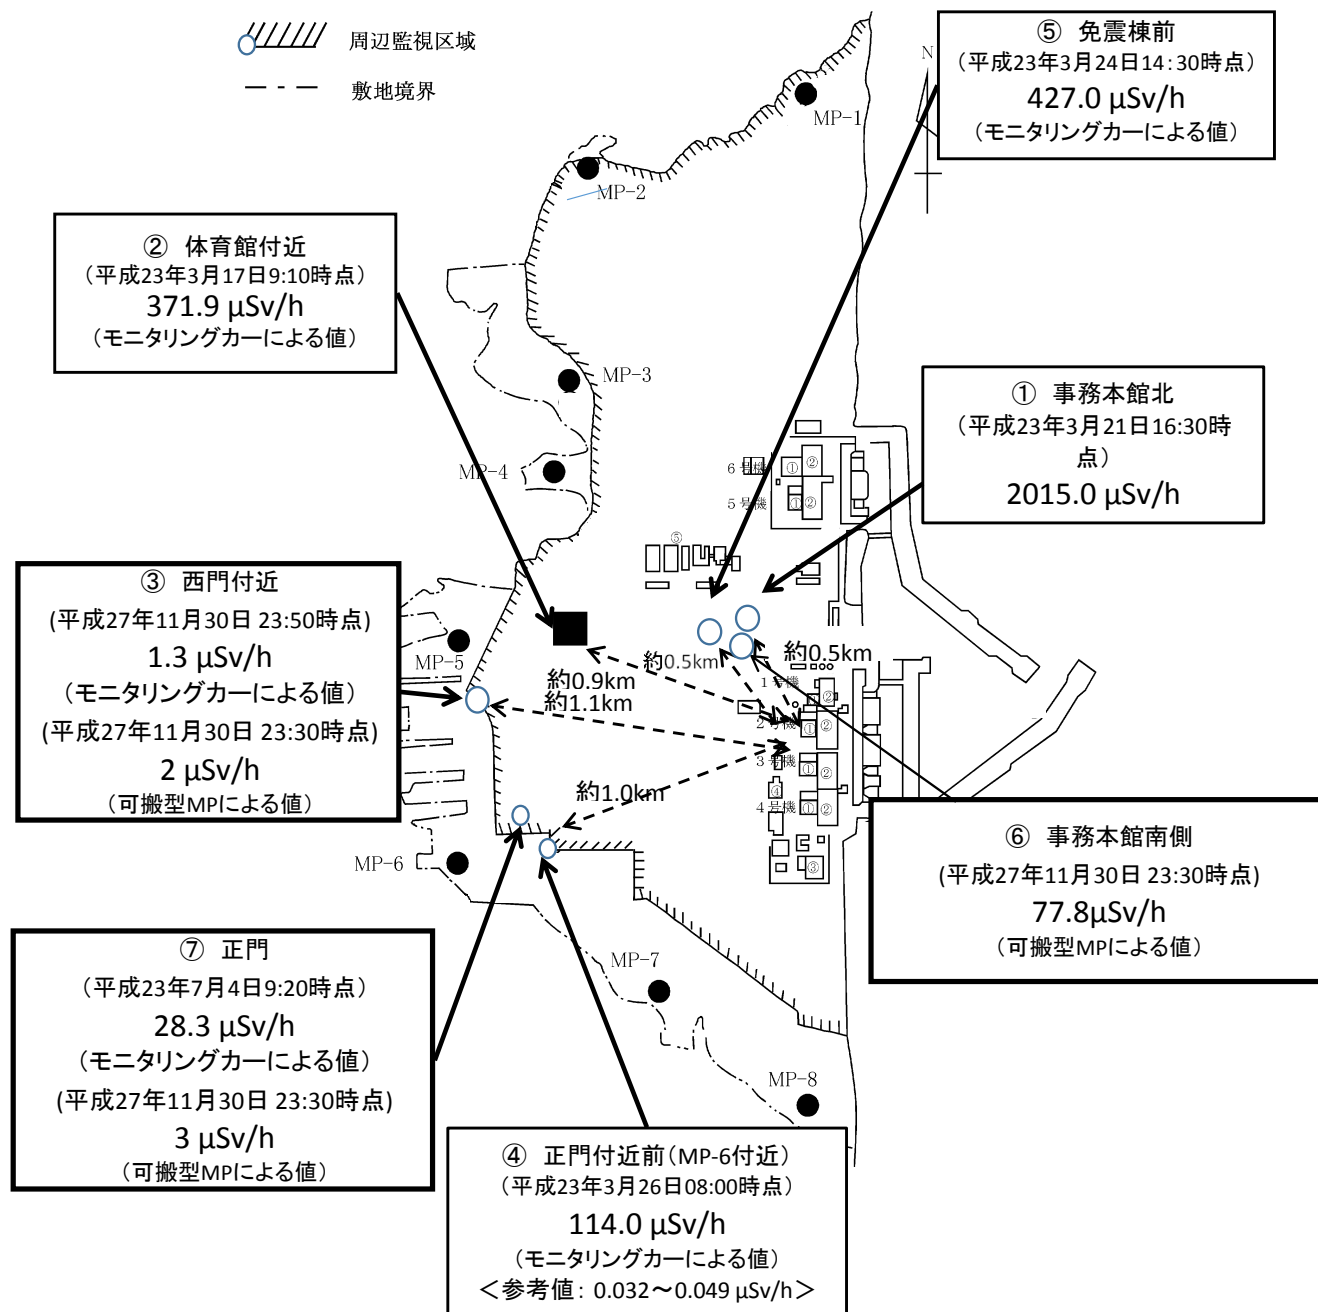 周辺監視区域
敷地境界
⑤ 免震棟前
(平成23年3月24日14:30時点)
427.0 μSv/h
(モニタリングカーによる値)
N
MP-1
MP-2
② 体育館付近
(平成23年3月17日9:10時点)
371.9 μSv/h
(モニタリングカーによる値)
MP-3
① 事務本館北
(平成23年3月21日16:30時
点)
2015.0 μSv/h
MP-4
6号機
① ②
5号機
① ②
⑤
③ 西門付近
(平成27年11月30日 23:50時点)
1.3 μSv/h
(モニタリングカーによる値)
(平成27年11月30日 23:30時点)
2 μSv/h
(可搬型MPによる値)
MP-5
約0.5km
約0.5km
約0.9km
約1.1km
1号機
②
2号機
① ②
3号機
① ②
約1.0km
④
4号機
① ②
③
MP-6
⑥ 事務本館南側
(平成27年11月30日 23:30時点)
77.8μSv/h
(可搬型MPによる値)
⑦ 正門
(平成23年7月4日9:20時点)
28.3 μSv/h
(モニタリングカーによる値)
(平成27年11月30日 23:30時点)
3 μSv/h
(可搬型MPによる値)
MP-7
MP-8
④ 正門付近前(MP-6付近)
(平成23年3月26日08:00時点)
114.0 μSv/h
(モニタリングカーによる値)
<参考値: 0.032~0.049 μSv/h>